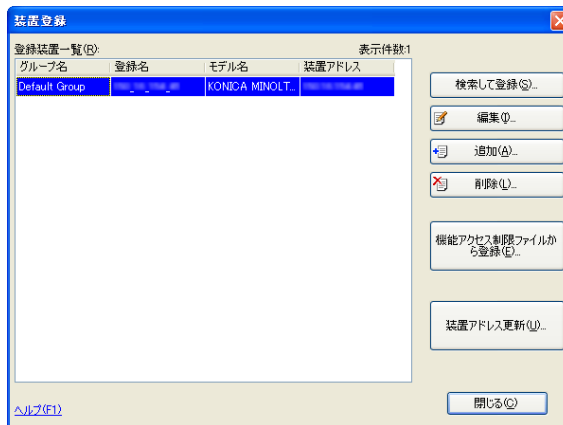 装置登録
登録装置一覧(R):
表示件数:1
グループ名 登録名 モデル名 装置アドレス
Default Group KONICA MINOLT...
検索して登録(S)...
編集(I)...
追加(A)...
削除(L)...
機能アクセス制限ファイルか
ら登録(E)...
装置アドレス更新(U)...
閉じる(C)
ヘルプ(F1)